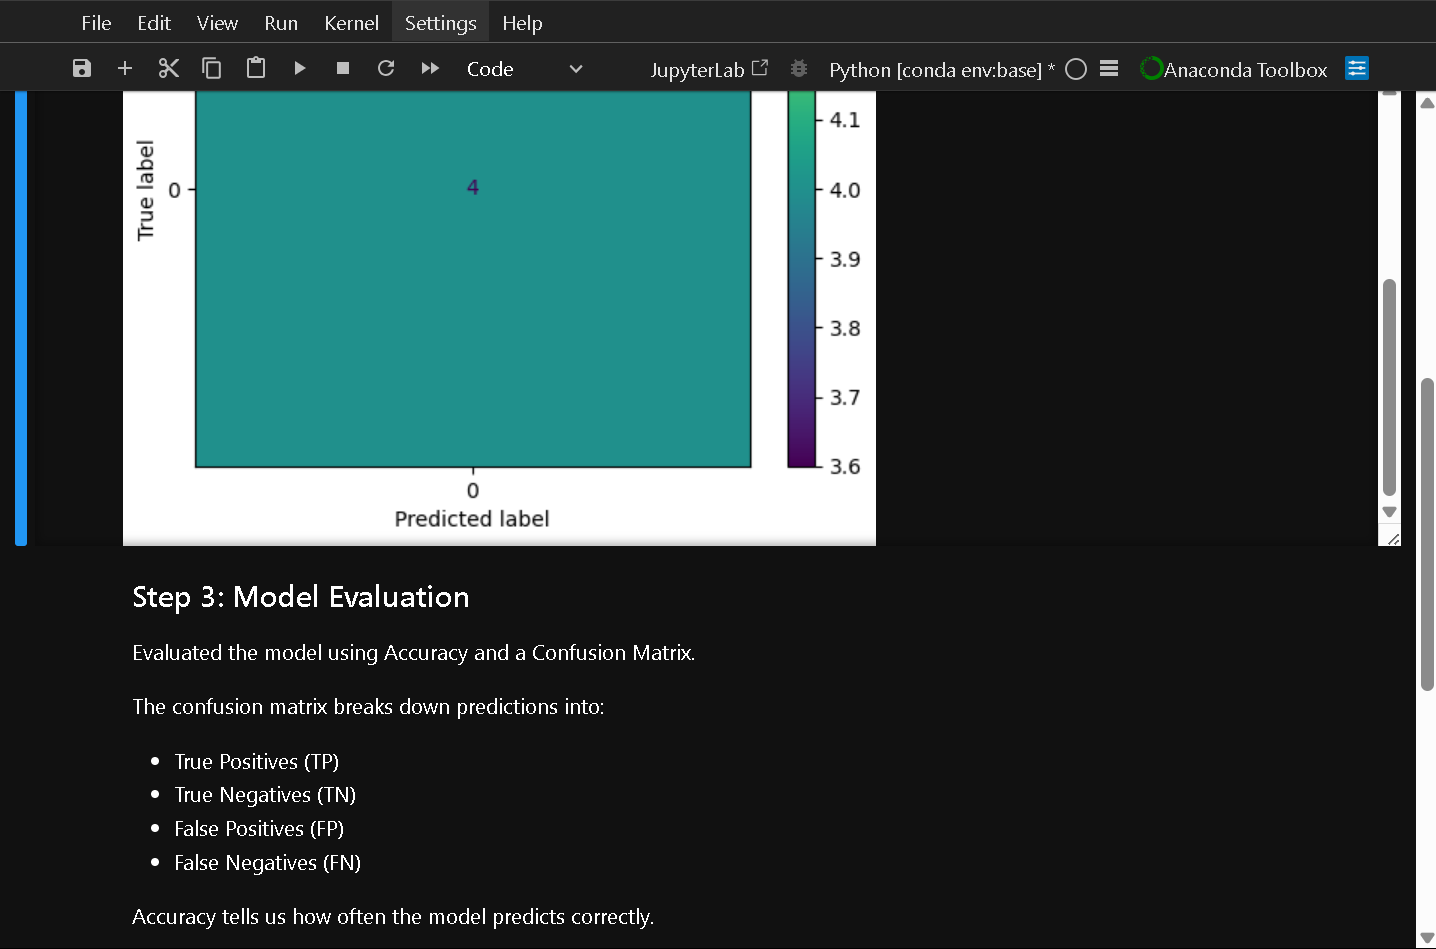 File Edit View Run Kernel Settings Help
Code JupyterLab Python [conda env:base] * Anaconda Toolbox
4.1
True label 0 4 4.0
3.9
3.8
3.7
3.6
0
Predicted label
Step 3: Model Evaluation
Evaluated the model using Accuracy and a Confusion Matrix.
The confusion matrix breaks down predictions into:
• True Positives (TP)
• True Negatives (TN)
• False Positives (FP)
• False Negatives (FN)
Accuracy tells us how often the model predicts correctly.